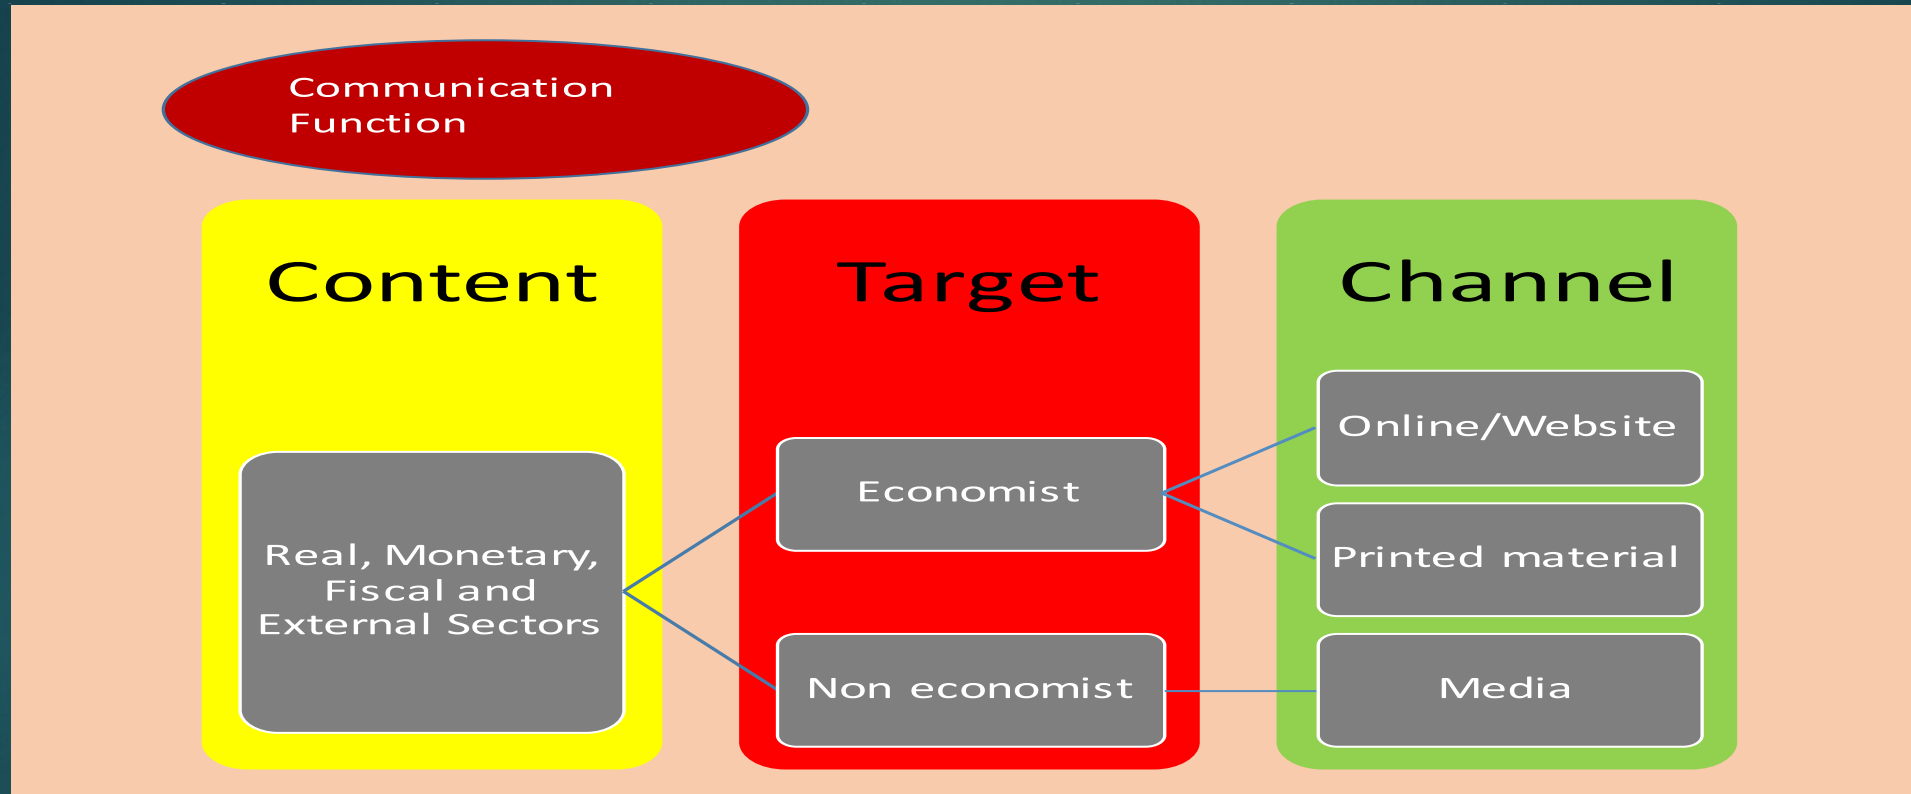 Communication
Function
Content
Target
Channel
Online/Website
Economist
Printed material
Real, Monetary,
Fiscal and
External Sectors
Non economist
Media